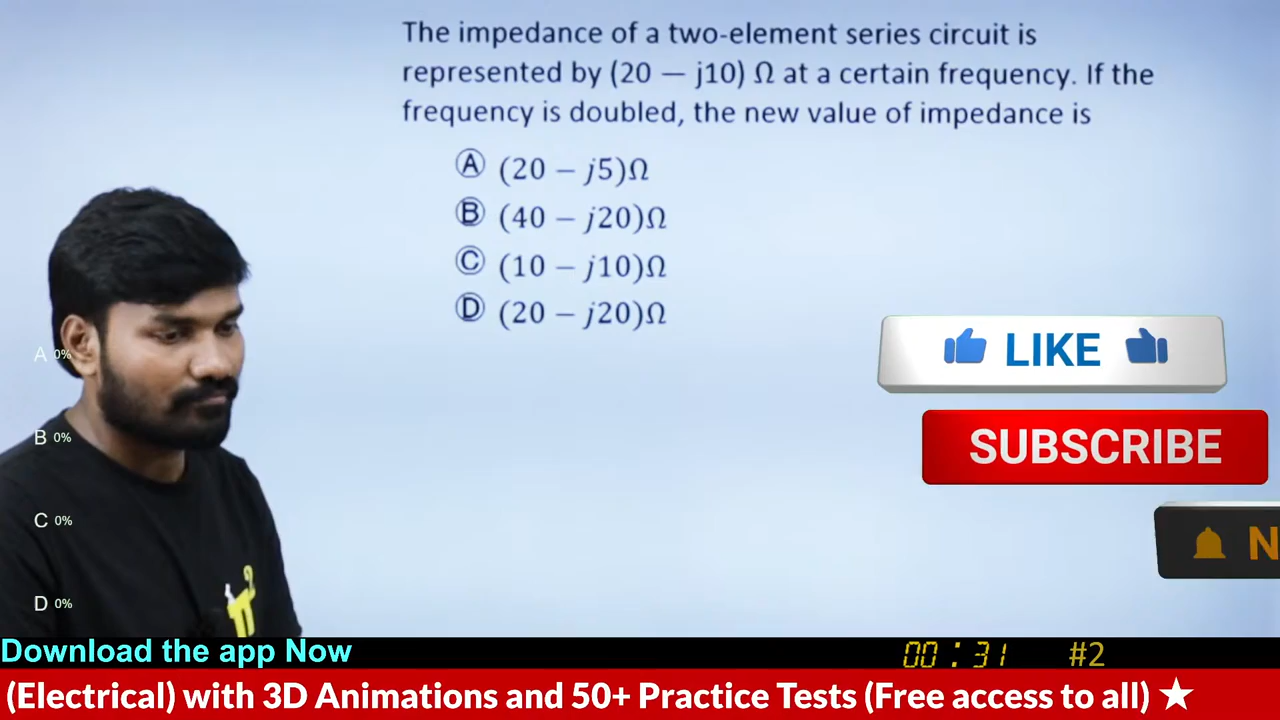 The impedance of a two-element series circuit is
represented by (20 — j10) Ω at a certain frequency. If the
frequency is doubled, the new value of impedance is
Ⓐ (20 − j5)Ω
Ⓑ (40 − j20)Ω
Ⓒ (10 − j10)Ω
Ⓓ (20 − j20)Ω
A 0%
LIKE
B 0%
SUBSCRIBE
C 0%
N
D 0%
Download the app Now
00:31 #2
(Electrical) with 3D Animations and 50+ Practice Tests (Free access to all) ★